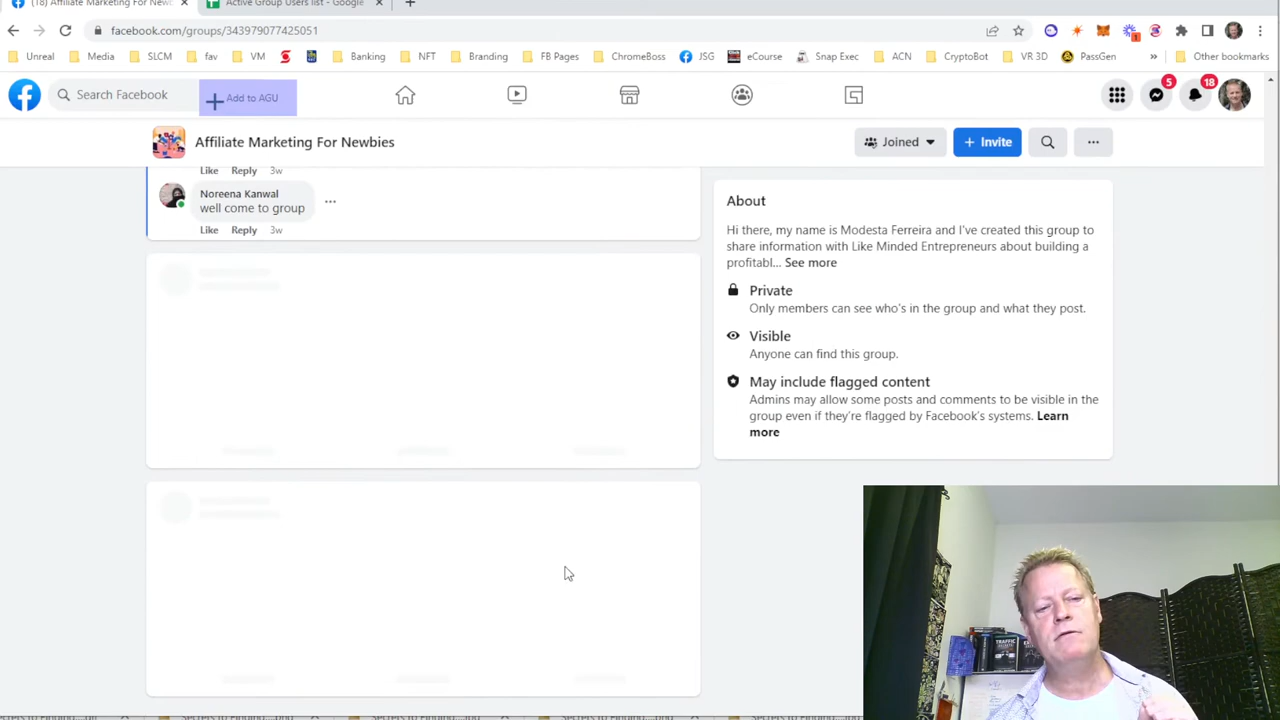 (18) Affiliate Marketing For Newb
Active Group Users list - Google
facebook.com/groups/343979077425051
Unreal
Media
SLCM
fav
VM
Banking
NFT
Branding
FB Pages
ChromeBoss
JSG
eCourse
Snap Exec
ACN
CryptoBot
VR 3D
PassGen
Other bookmarks
Search Facebook
Add to AGU
5
18
Affiliate Marketing For Newbies
Joined
Invite
Like Reply 3w
Noreena Kanwal
well come to group
Like Reply 3w
About
Hi there, my name is Modesta Ferreira and I've created this group to
share information with Like Minded Entrepreneurs about building a
profitabl... See more
Private
Only members can see who's in the group and what they post.
Visible
Anyone can find this group.
May include flagged content
Admins may allow some posts and comments to be visible in the
group even if they're flagged by Facebook's systems. Learn
more
TRAFFIC